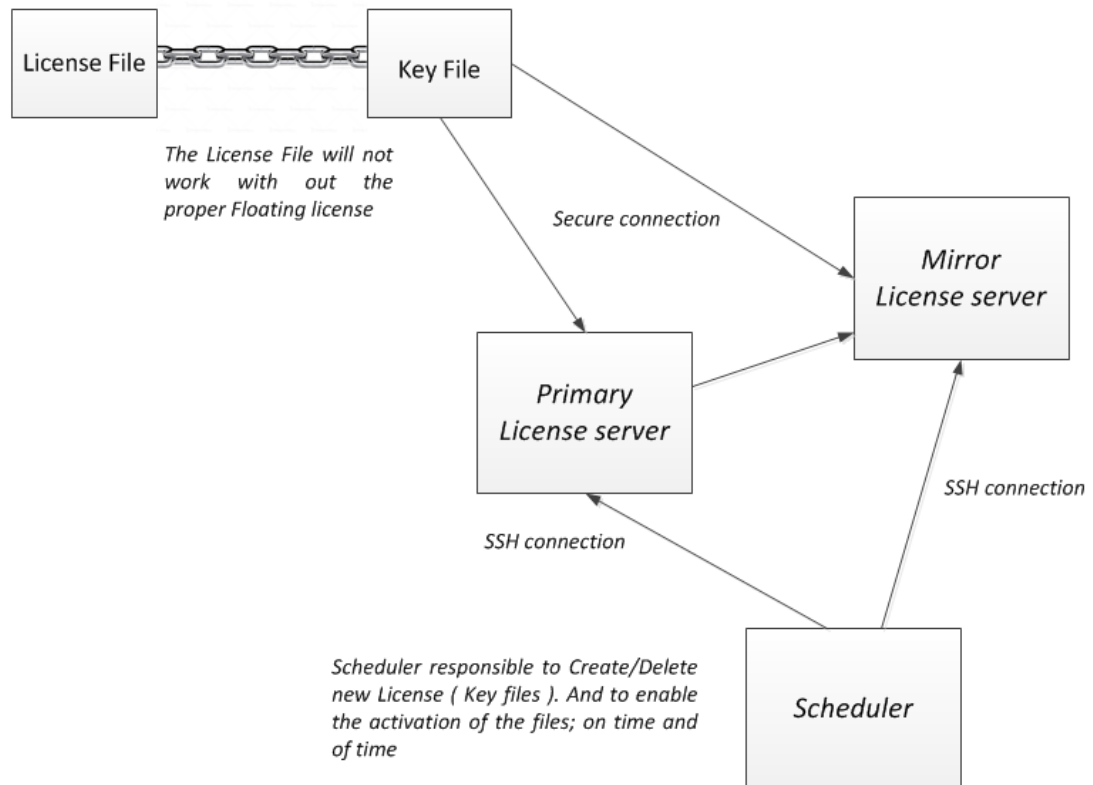 License File
Key File
The License File will not
work with out the
proper Floating license
Secure connection
Mirror
License server
Primary
License server
SSH connection
SSH connection
Scheduler responsible to Create/Delete
new License ( Key files ). And to enable
the activation of the files; on time and
of time
Scheduler